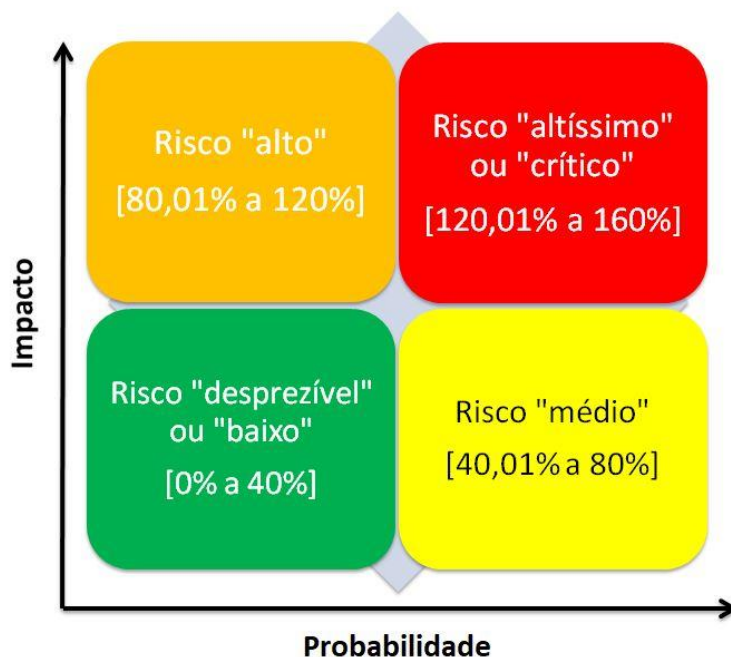 Impacto
Risco "alto"
[80,01% a 120%]
Risco "altíssimo"
ou "crítico"
[120,01% a 160%]
Risco "desprezível"
ou "baixo"
[0% a 40%]
Risco "médio"
[40,01% a 80%]
Probabilidade